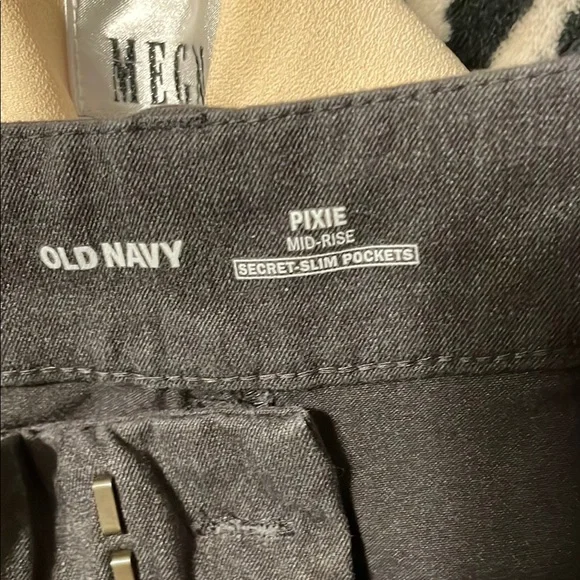 OLD NAVY
PIXIE
MID-RISE
SECRET-SLIM POCKETS